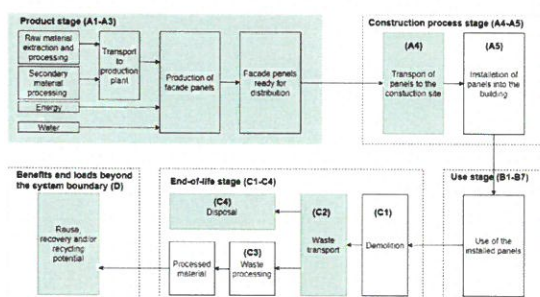 Product stage (A1-A3)
Raw material
extraction and
processing
Secondary
material
processing
Energy
Water
Transport
to
production
plant
Production of
facade panels
Facade panels
ready for
distribution
Construction process stage (A4-A5)
(A4)
Transport of
panels to the
constuction site
(A5)
Installation of
panels into the
building
Benefits and loads beyond
the system boundary (D)
Reuse,
recovery and/or
recycling
potential
End-of-life stage (C1-C4)
(C4)
Disposal
Processed
material
(C3)
Waste
processing
(C2)
Waste
transport
(C1)
Demolition
Use stage (B1-B7)
Use of the
installed panels